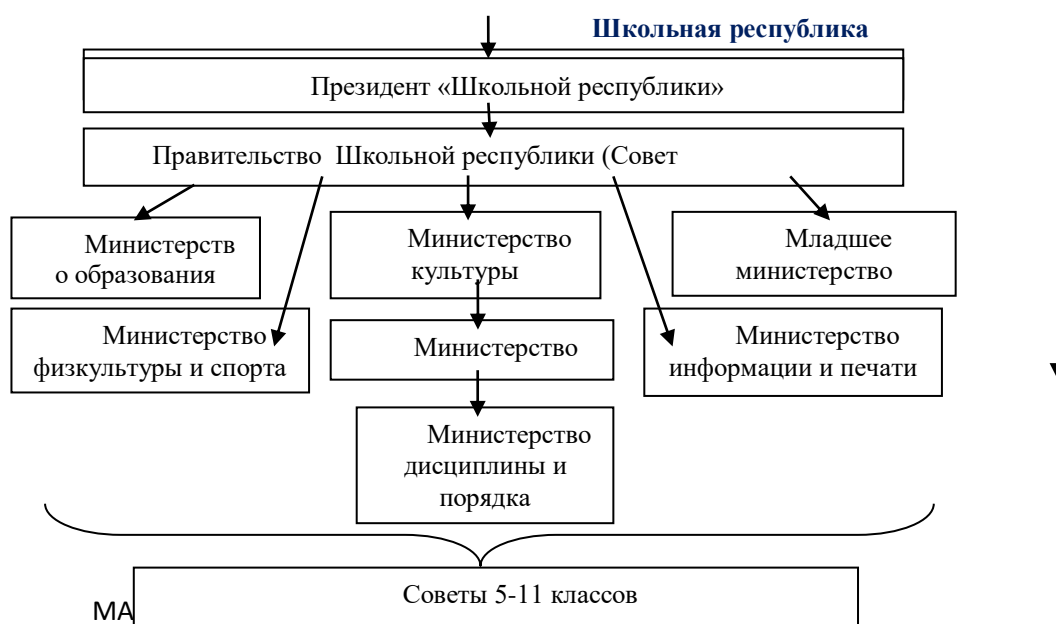 Школьная республика
Президент «Школьной республики»
Правительство Школьной республики (Совет
Министерств
о образования
Министерство
культуры
Младшее
министерство
Министерство
физкультуры и спорта
Министерство
Министерство
информации и печати
Министерство
дисциплины и
порядка
Советы 5-11 классов
МА